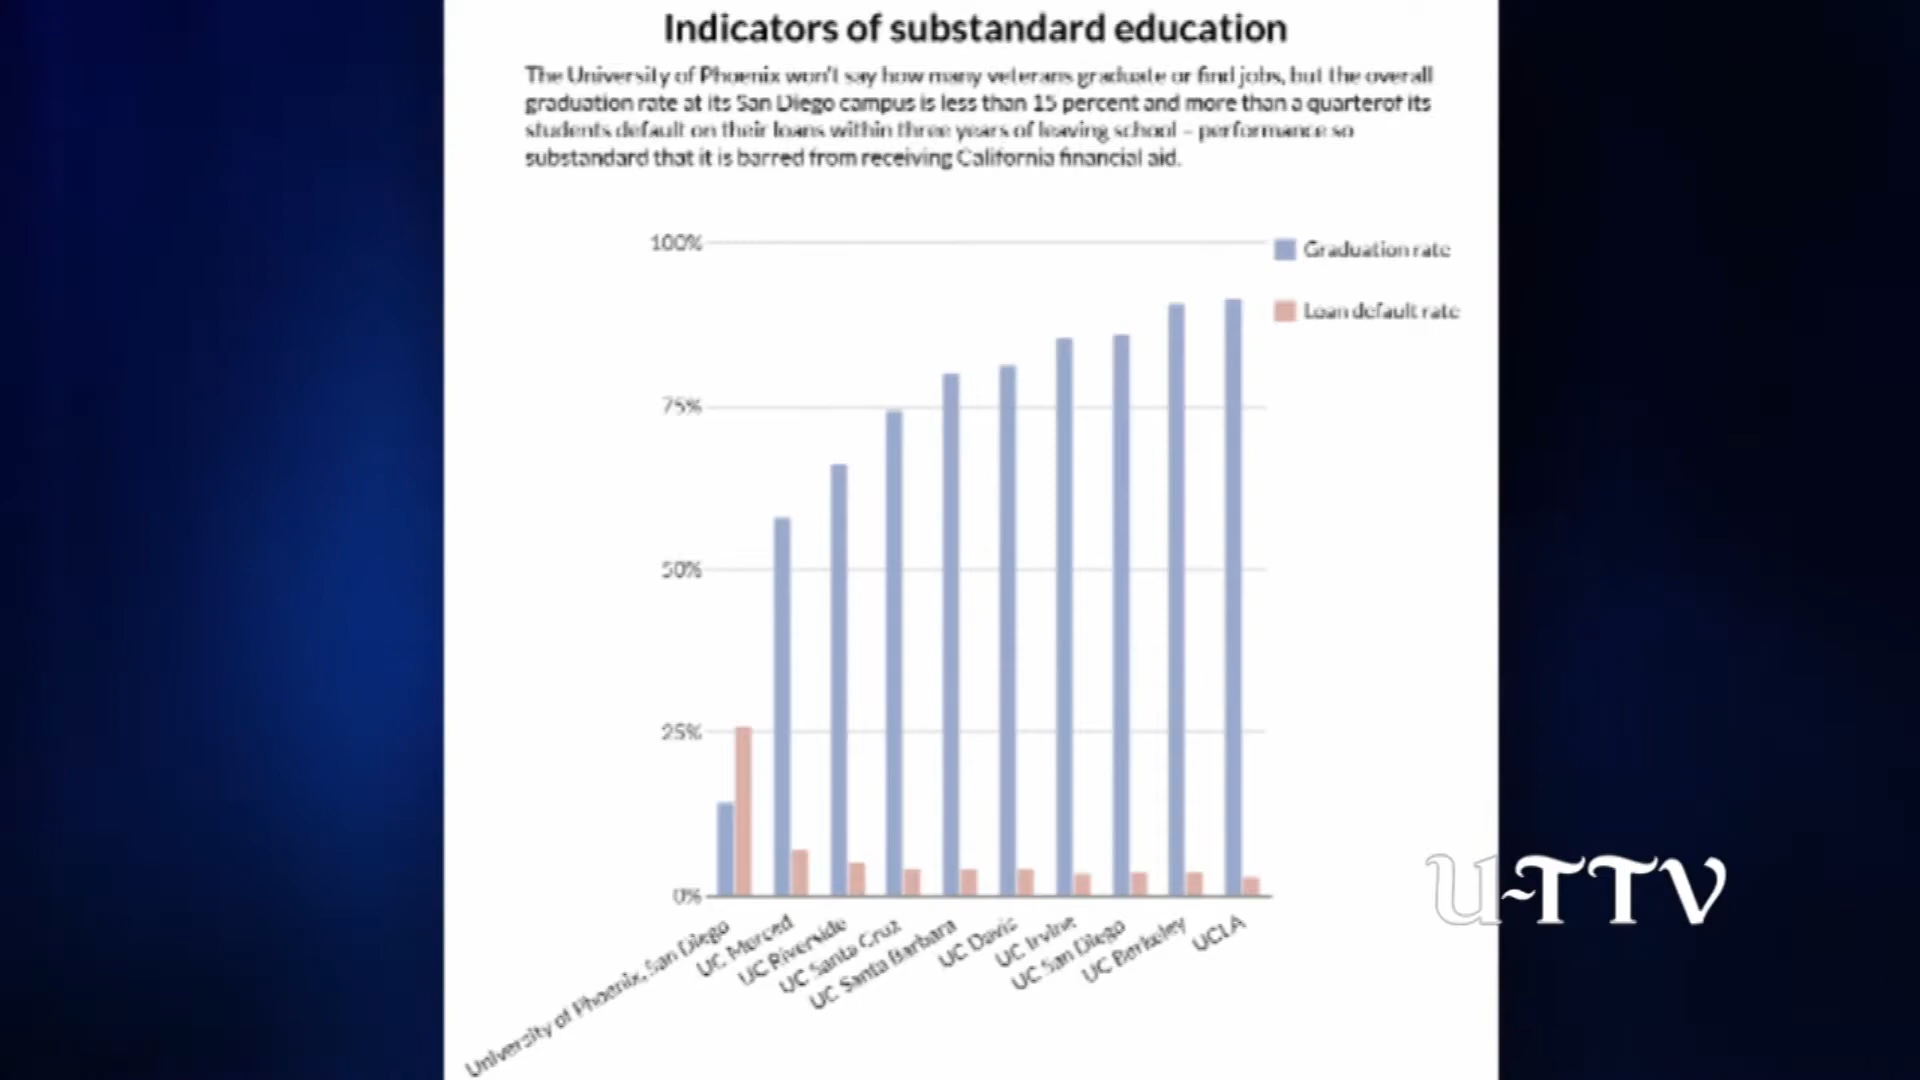 Indicators of substandard education
The University of Phoenix won't say how many veterans graduate or find jobs, but the overall
graduation rate at its San Diego campus is less than 15 percent and more than a quarterof its
students default on their loans within three years of leaving school – performance so
substandard that it is barred from receiving California financial aid.
100%
Graduation rate
Loan default rate
75%
50%
25%
0%
University of Phoenix, San Diego
UC Merced
UC Riverside
UC Santa Cruz
UC Santa Barbara
UC Davis
UC Irvine
UC San Diego
UC Berkeley
UCLA
U-TTV